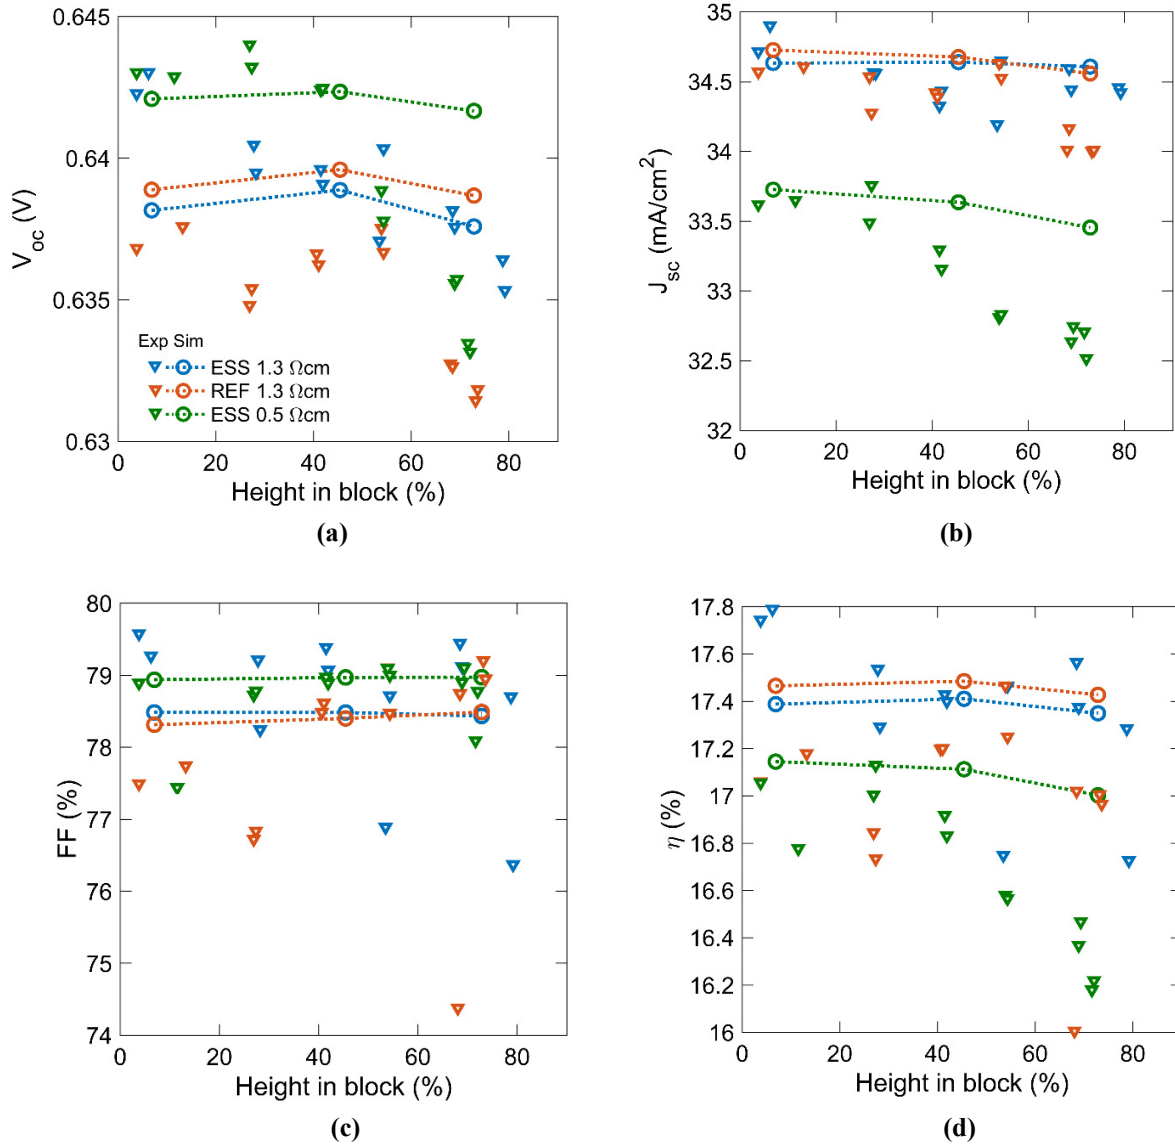 0.645
0.64
0.635
0.63
V_oc (V)
Exp Sim
ESS 1.3 Ωcm
REF 1.3 Ωcm
ESS 0.5 Ωcm
0 20 40 60 80
Height in block (%)
(a)
35
34.5
34
33.5
33
32.5
32
J_sc (mA/cm²)
0 20 40 60 80
Height in block (%)
(b)
80
79
78
77
76
75
74
FF (%)
0 20 40 60 80
Height in block (%)
(c)
17.8
17.6
17.4
17.2
17
16.8
16.6
16.4
16.2
16
η (%)
0 20 40 60 80
Height in block (%)
(d)